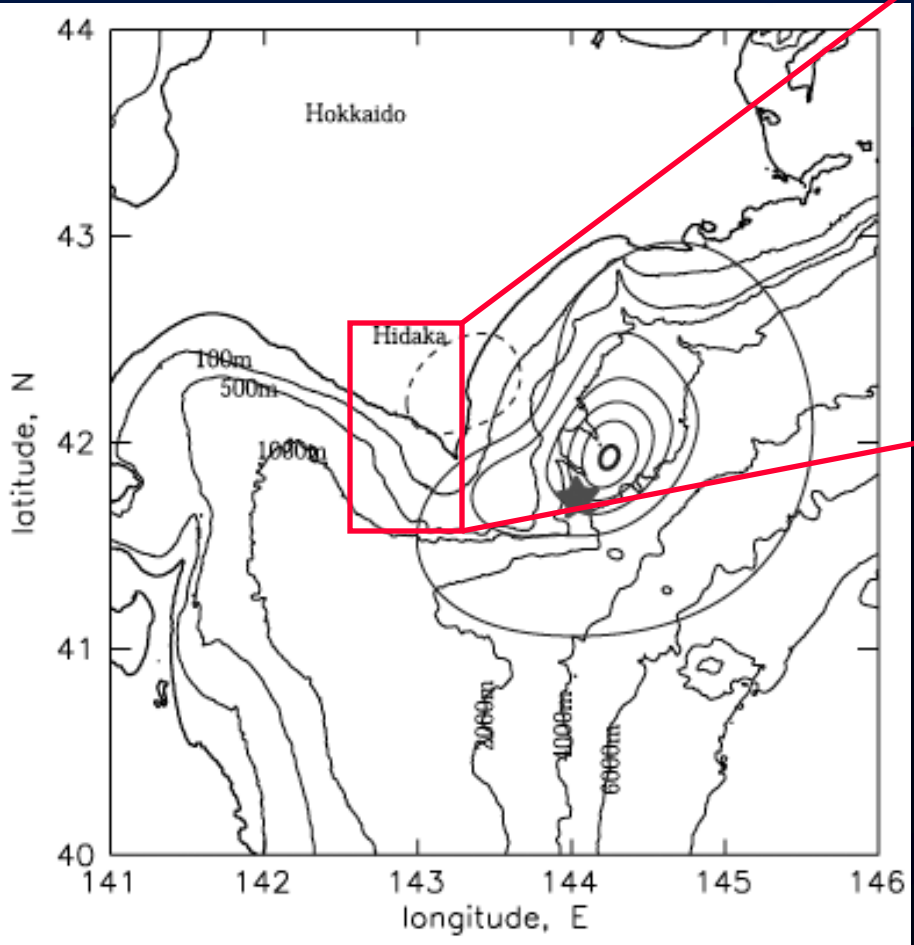 44
Hokkaido
43
Hidaka
100m
500m
42
1000m
latitude, N
41
2000m
4000m
6000m
40
141
142
143
144
145
146
longitude, E